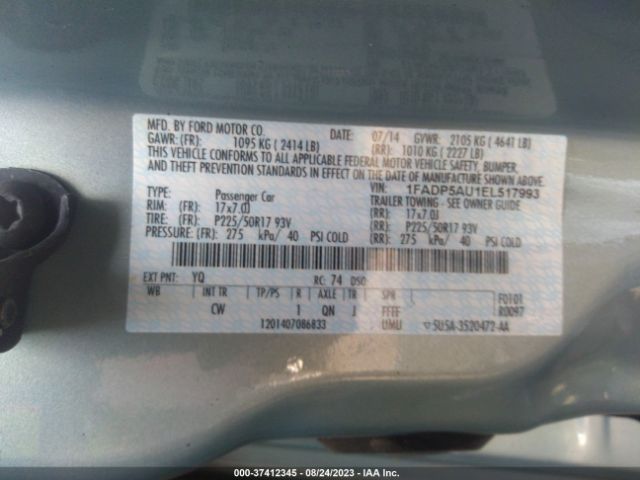 MFD. BY FORD MOTOR CO.
DATE: 07/14 GVWR: 2105 KG ( 4641 LB)
GAWR: (FR): 1095 KG ( 2414 LB) (RR): 1010 KG ( 2227 LB)
THIS VEHICLE CONFORMS TO ALL APPLICABLE FEDERAL MOTOR VEHICLE SAFETY, BUMPER,
AND THEFT PREVENTION STANDARDS IN EFFECT ON THE DATE OF MANUFACTURE SHOWN ABOVE.
VIN: 1FADP5AU1EL517993
TYPE: Passenger Car TRAILER TOWING - SEE OWNER GUIDE
RIM (FR): 17x7.0J (RR): 17x7.0J
TIRE: (FR): P225/50R17 93V (RR): P225/50R17 93V
PRESSURE: (FR): 275 kPa/ 40 PSI COLD (RR): 275 kPa/ 40 PSI COLD
EXT PNT: YQ RC: 74 DSO:
WB INT TR TP/PS R AXLE TR SPR F0101
CW 1 QN J FFFF R0097
1201407086833 UMU 5U5A-3520472-AA
000-37412345 - 08/24/2023 - IAA Inc.